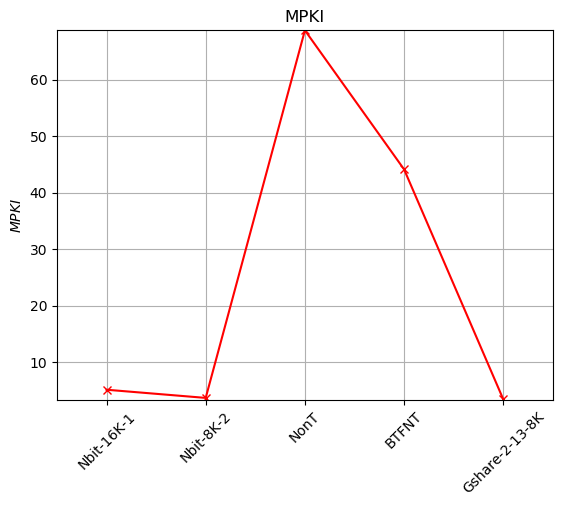 MPKI
60
50
40
30
20
10
MPKI
Nbit-16K-1
Nbit-8K-2
NonT
BTFNT
Gshare-2-13-8K